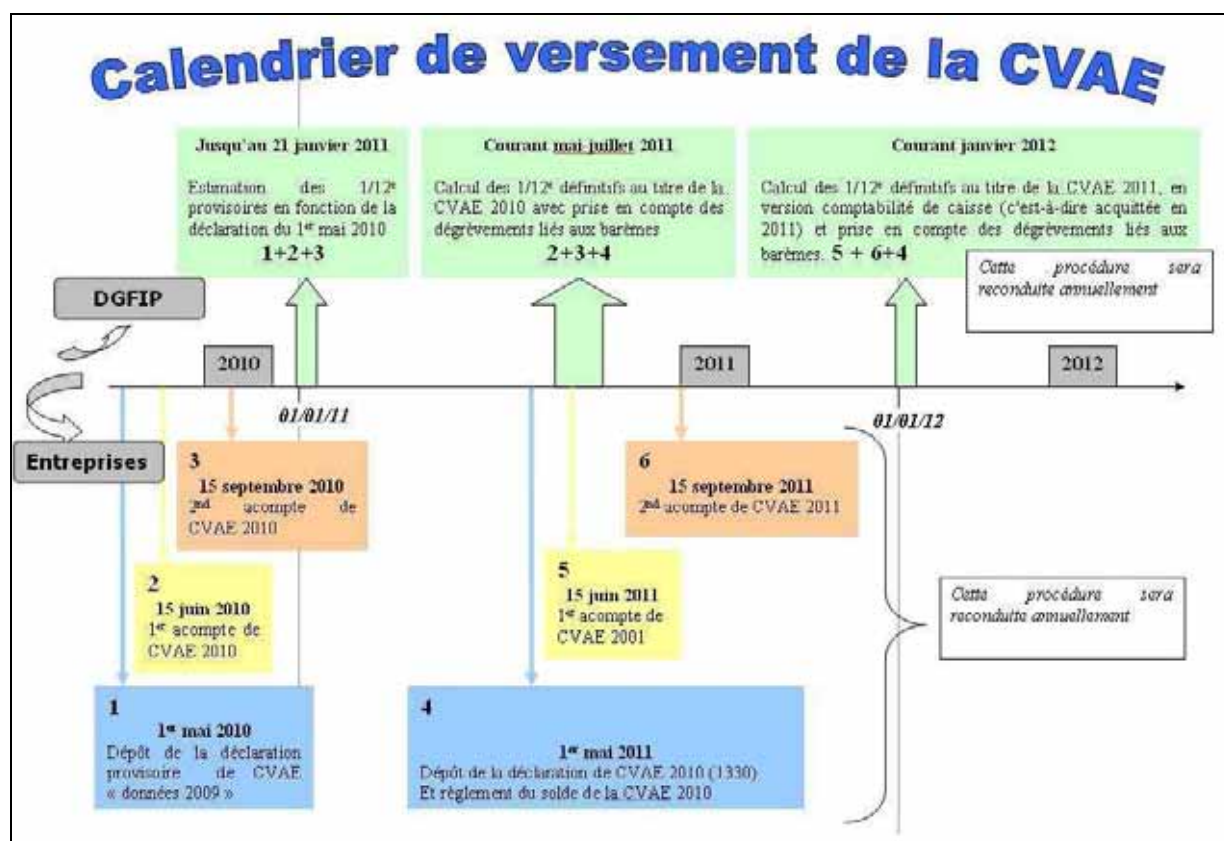 Calendrier de versement de la CVAE
Jusqu'au 21 janvier 2011
Estimation des 1/12e
provisoires en fonction de la
déclaration du 1er mai 2010
1+2+3
Courant mai-juillet 2011
Calcul des 1/12e définitifs au titre de la
CVAE 2010 avec prise en compte des
dégrèvements liés aux barèmes
2+3+4
Courant janvier 2012
Calcul des 1/12e définitifs au titre de la CVAE 2011, en
version comptabilité de caisse (c'est-à-dire acquittée en
2011) et prise en compte des dégrèvements liés aux
barèmes. 5 + 6+4
Cette procédure sera
reconduite annuellement
DGFIP
2010
2011
2012
01/01/11
01/01/12
Entreprises
3
15 septembre 2010
2nd acompte de
CVAE 2010
6
15 septembre 2011
2nd acompte de CVAE 2011
2
15 juin 2010
1er acompte de
CVAE 2010
5
15 juin 2011
1er acompte de
CVAE 2001
Cette procédure sera
reconduite annuellement
1
1er mai 2010
Dépôt de la déclaration
provisoire de CVAE
« données 2009 »
4
1er mai 2011
Dépôt de la déclaration de CVAE 2010 (1330)
Et règlement du solde de la CVAE 2010